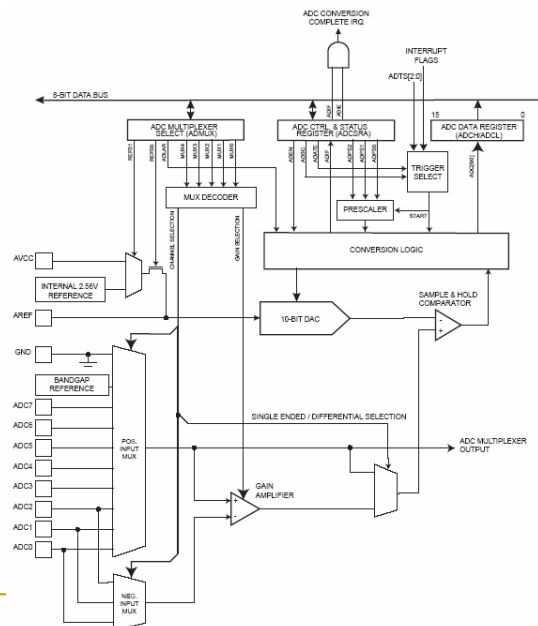 ADC CONVERSION
COMPLETE IRQ
INTERRUPT
FLAGS
ADTS[2:0]
8-BIT DATA BUS
ADIF
ADIE
15
0
ADC MULTIPLEXER
SELECT (ADMUX)
ADC CTRL. & STATUS
REGISTER (ADCSRA)
ADC DATA REGISTER
(ADCH/ADCL)
REFS1
REFS0
ADLAR
MUX4
MUX3
MUX2
MUX1
MUX0
ADEN
ADSC
ADATE
ADIF
ADPS2
ADPS1
ADPS0
ADC[9:0]
TRIGGER
SELECT
MUX DECODER
PRESCALER
START
CHANNEL SELECTION
GAIN SELECTION
CONVERSION LOGIC
AVCC
INTERNAL 2.56V
REFERENCE
SAMPLE & HOLD
COMPARATOR
AREF
10-BIT DAC
-
+
GND
BANDGAP
REFERENCE
ADC7
ADC6
ADC5
ADC4
ADC3
ADC2
ADC1
ADC0
SINGLE ENDED / DIFFERENTIAL SELECTION
POS.
INPUT
MUX
ADC MULTIPLEXER
OUTPUT
GAIN
AMPLIFIER
+
-
NEG.
INPUT
MUX